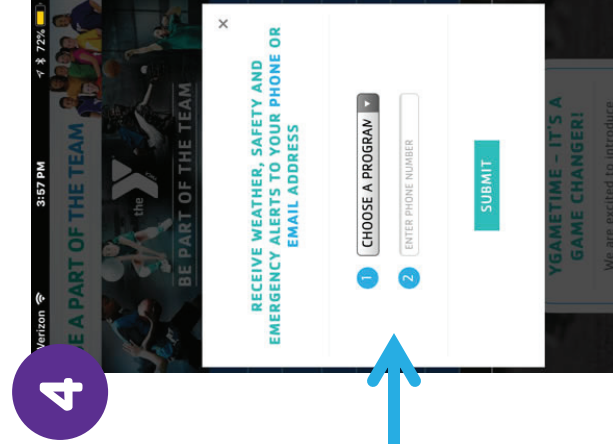 4
Verizon 3:57 PM 72%
E A PART OF THE TEAM
the
Y
BE PART OF THE TEAM
×
RECEIVE WEATHER, SAFETY AND
EMERGENCY ALERTS TO YOUR PHONE OR
EMAIL ADDRESS
1 CHOOSE A PROGRAM
2 ENTER PHONE NUMBER
SUBMIT
YGAMETIME – IT'S A
GAME CHANGER!
We are excited to introduc